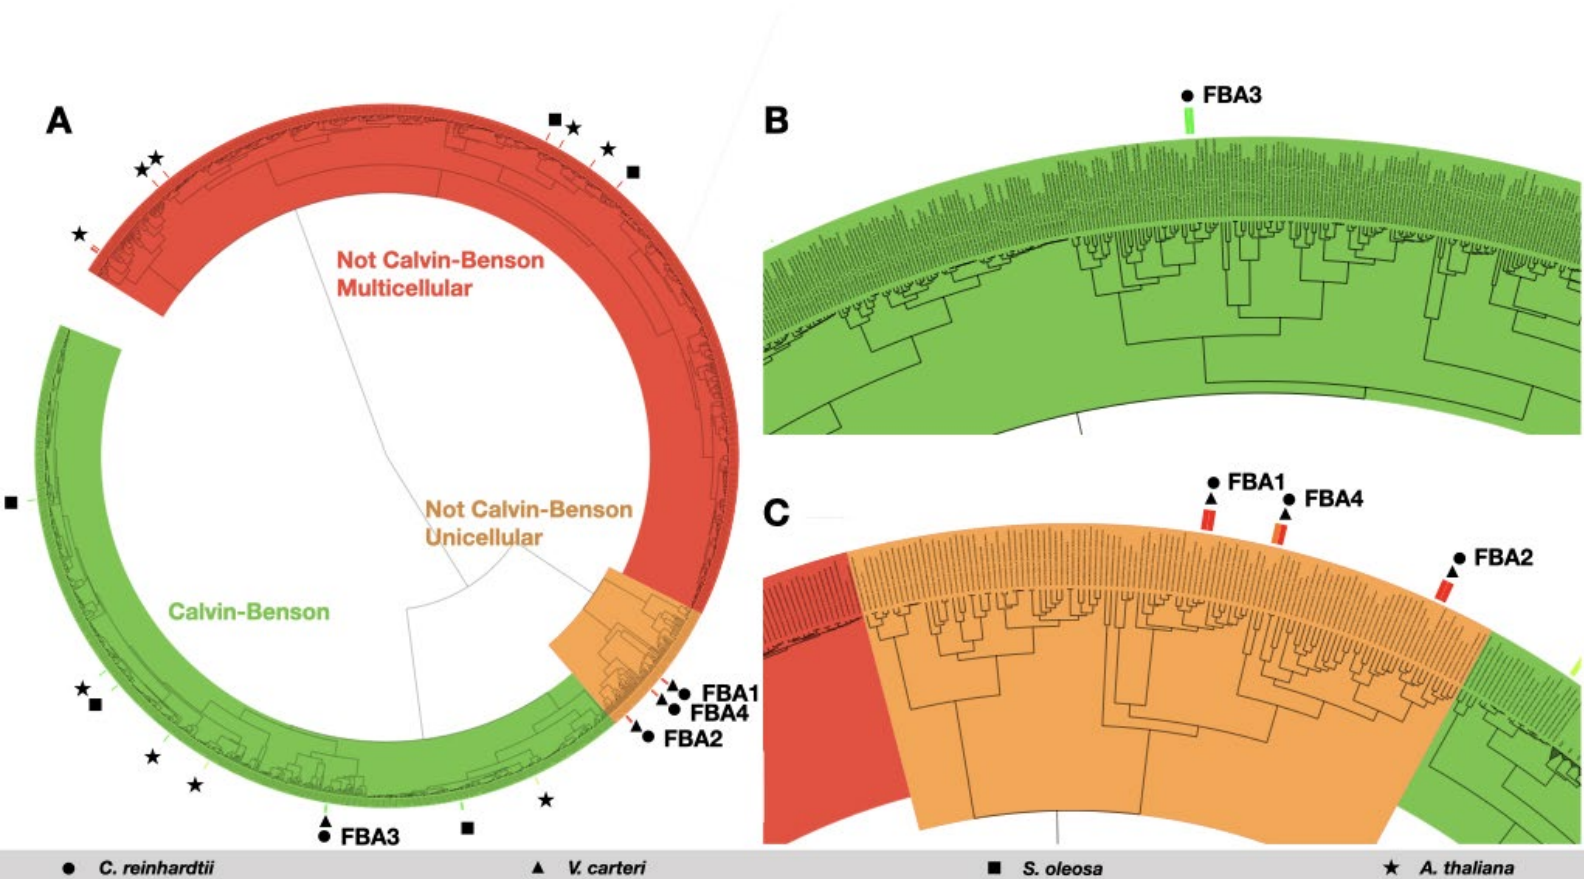 A
Not Calvin-Benson
Multicellular
Not Calvin-Benson
Unicellular
Calvin-Benson
FBA1
FBA4
FBA2
FBA3
B
FBA3
C
FBA1
FBA4
FBA2
C. reinhardtii V. carteri S. oleosa A. thaliana